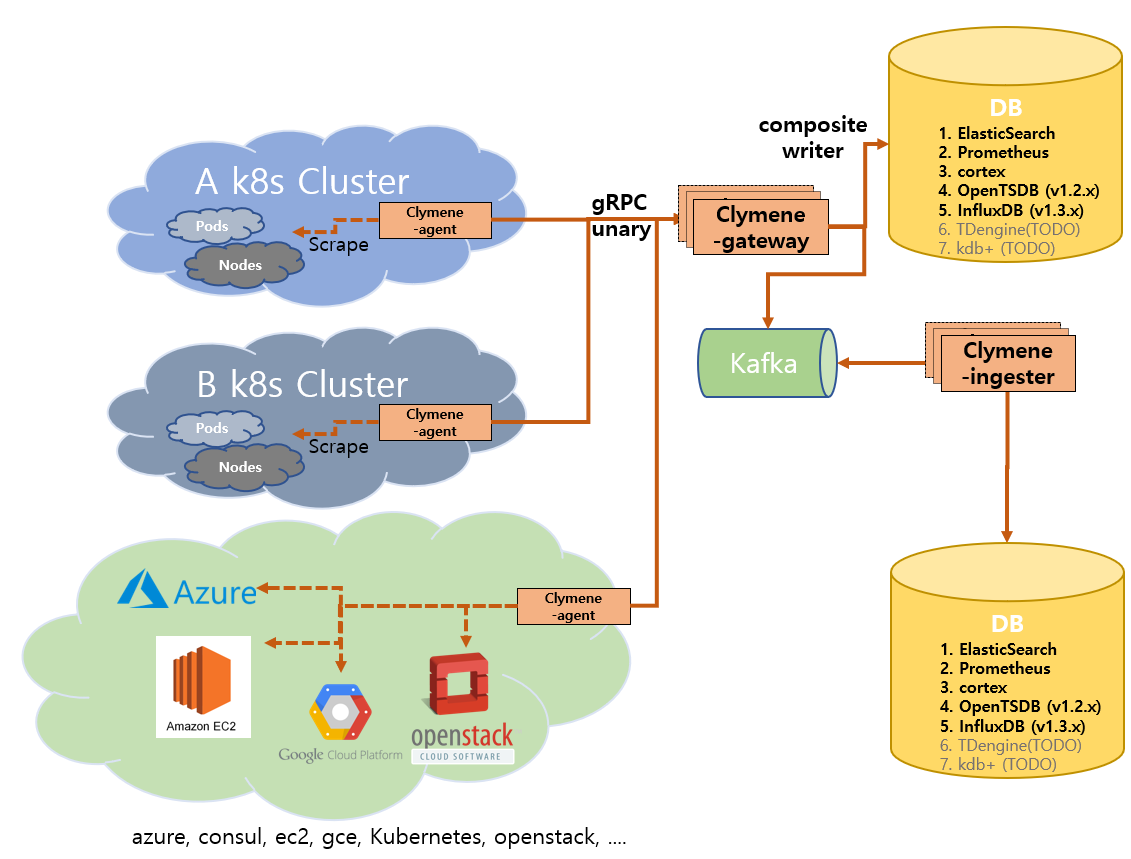 DB
1. ElasticSearch
2. Prometheus
3. cortex
4. OpenTSDB (v1.2.x)
5. InfluxDB (v1.3.x)
6. TDengine(TODO)
7. kdb+ (TODO)
composite
writer
A k8s Cluster
Pods
Nodes
Scrape
Clymene
-agent
gRPC
unary
Clymene
-gateway
Kafka
Clymene
-ingester
B k8s Cluster
Pods
Nodes
Scrape
Clymene
-agent
Azure
Amazon EC2
Google Cloud Platform
openstack
CLOUD SOFTWARE
Clymene
-agent
DB
1. ElasticSearch
2. Prometheus
3. cortex
4. OpenTSDB (v1.2.x)
5. InfluxDB (v1.3.x)
6. TDengine(TODO)
7. kdb+ (TODO)
azure, consul, ec2, gce, Kubernetes, openstack, ....